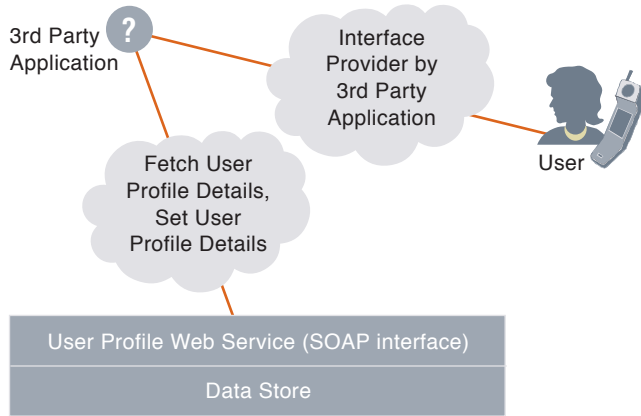 3rd Party
Application
?
Interface
Provider by
3rd Party
Application
User
Fetch User
Profile Details,
Set User
Profile Details
User Profile Web Service (SOAP interface)
Data Store